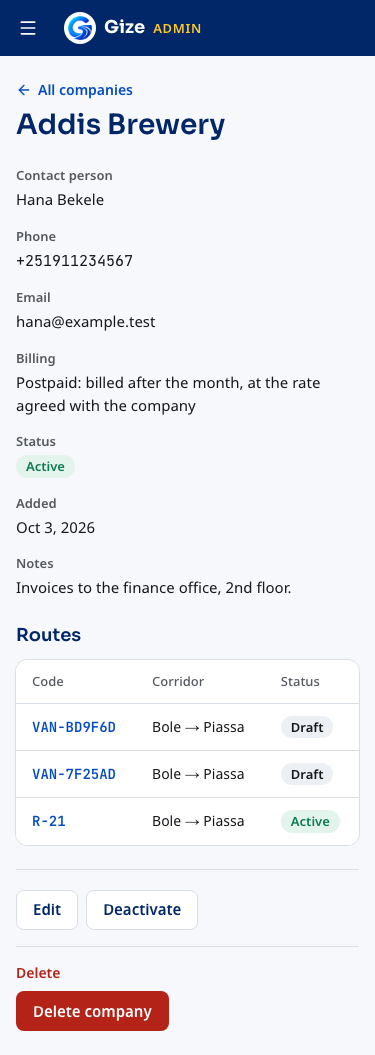 Gize ADMIN
← All companies
Addis Brewery
Contact person
Hana Bekele
Phone
+251911234567
Email
hana@example.test
Billing
Postpaid: billed after the month, at the rate
agreed with the company
Status
Active
Added
Oct 3, 2026
Notes
Invoices to the finance office, 2nd floor.
Routes
Code Corridor Status
VAN-BD9F6D Bole → Piassa Draft
VAN-7F25AD Bole → Piassa Draft
R-21 Bole → Piassa Active
Edit Deactivate
Delete
Delete company